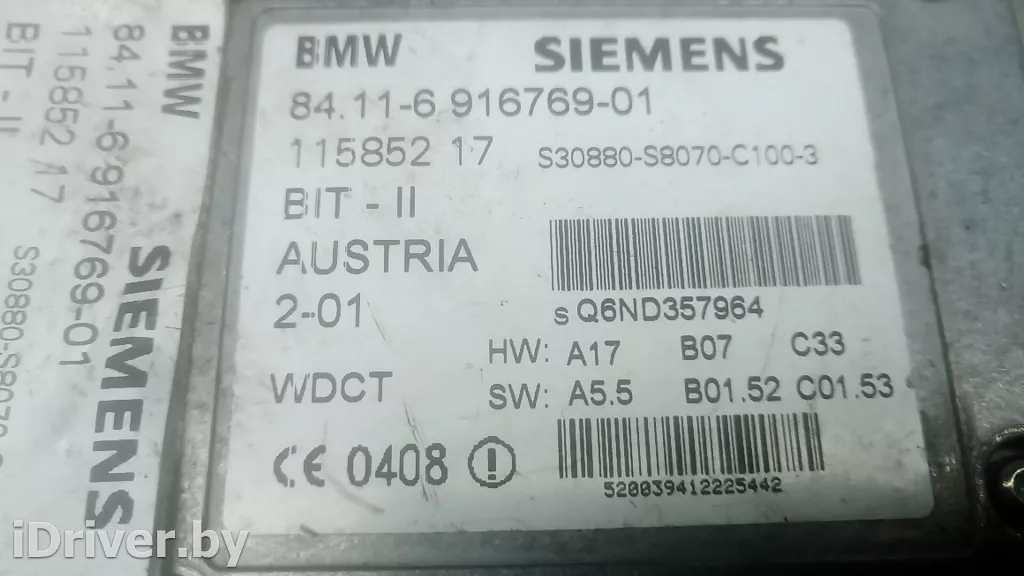 BMW SIEMENS
84.11-6 916769-01
115852 17 S30880-S8070-C100-3
BIT - II
AUSTRIA
2-01
s Q6ND357964
HW: A17 B07 C33
WDCT
SW: A5.5 B01.52 C01.53
CE 0408
520039412225442
BMW
84.11-6 916769-01
115852 17
BIT - II
SIEMENS
S30880-S8070
iDriver.by